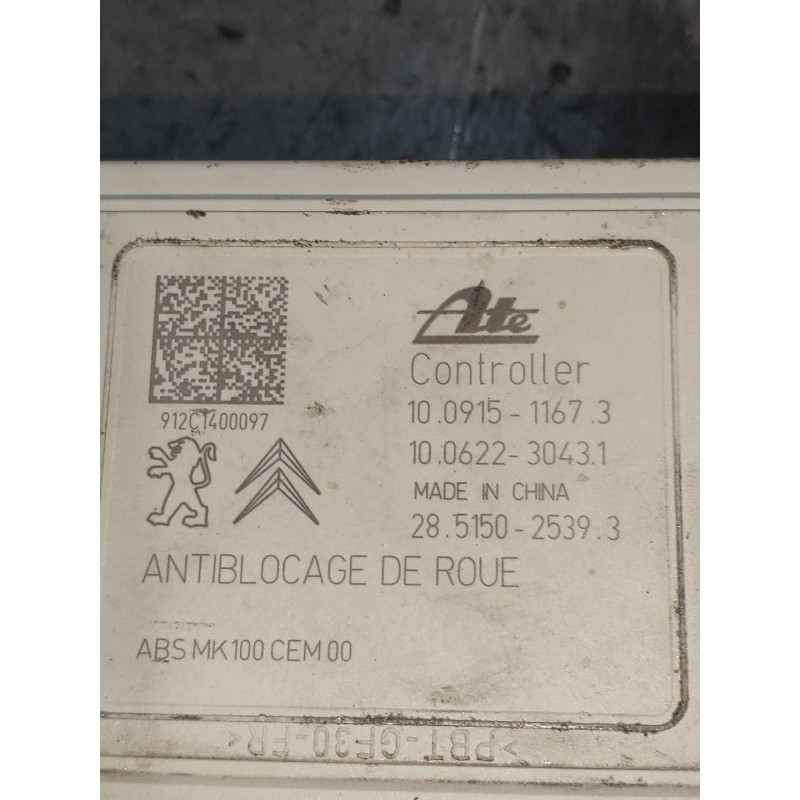 Ate
Controller
912C1400097
10.0915-1167.3
10.0622-3043.1
MADE IN CHINA
28.5150-2539.3
ANTIBLOCAGE DE ROUE
ABS MK100 CEM 00
>PBT-GF30-FR<